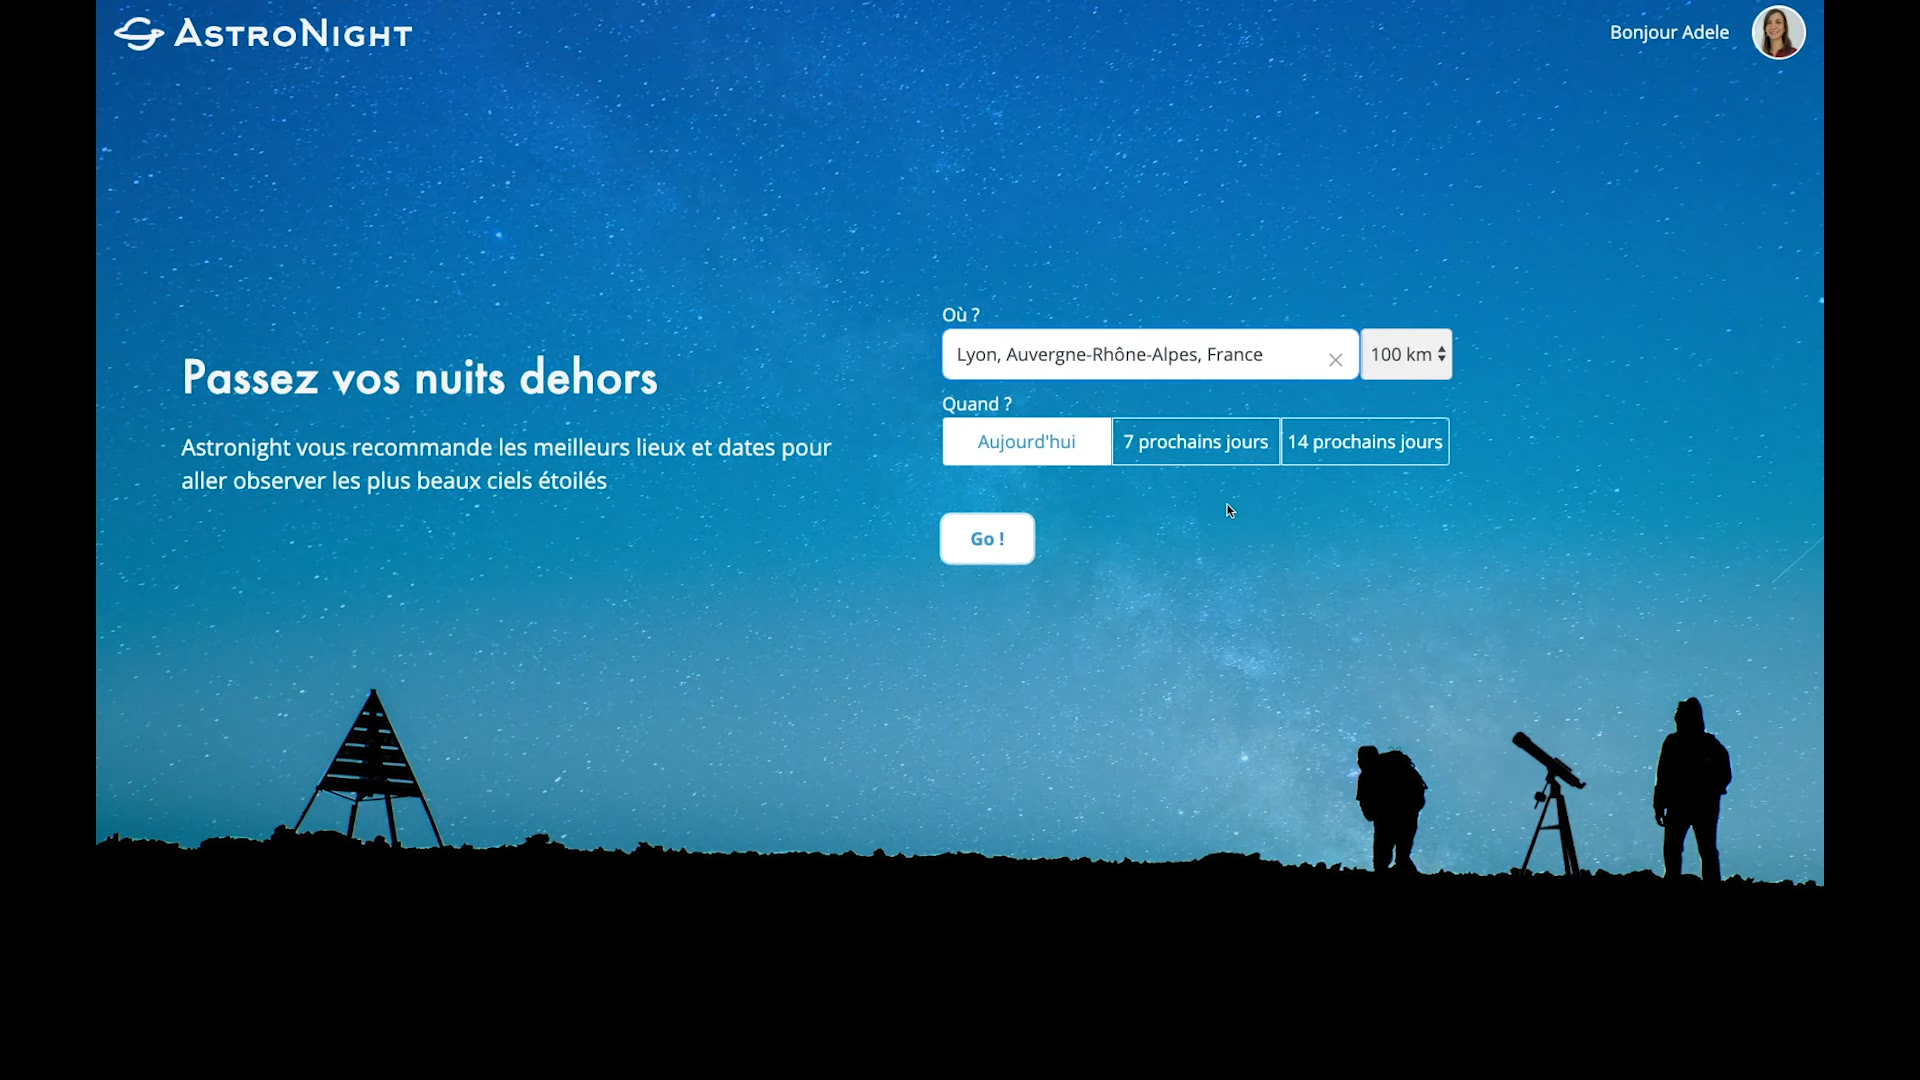 ASTRONIGHT
Bonjour Adele
Passez vos nuits dehors
Astronight vous recommande les meilleurs lieux et dates pour
aller observer les plus beaux ciels étoilés
Où ?
Lyon, Auvergne-Rhône-Alpes, France
100 km
Quand ?
Aujourd'hui
7 prochains jours
14 prochains jours
Go !